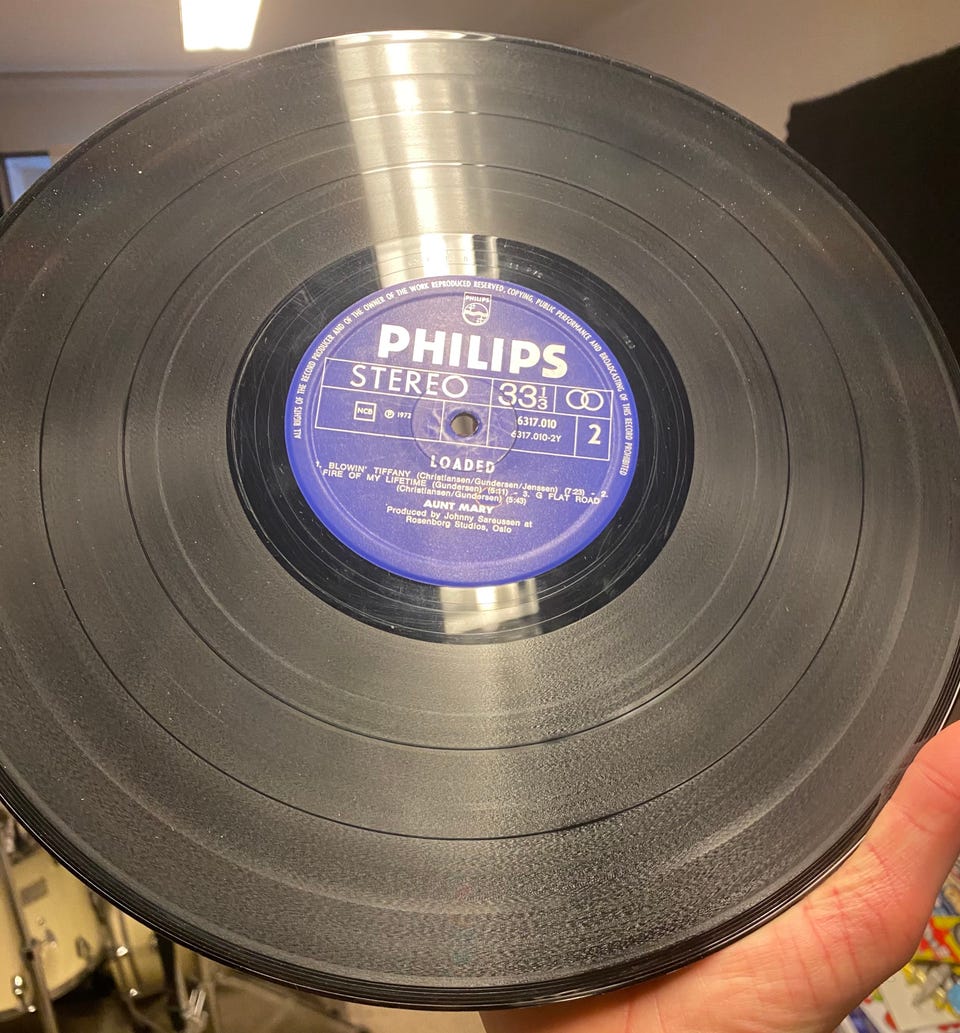 ALL RIGHTS OF THE RECORD PRODUCER AND OF THE OWNER OF THE WORK REPRODUCED RESERVED. COPYING, PUBLIC PERFORMANCE AND BROADCASTING OF THIS RECORD PROHIBITED
PHILIPS
PHILIPS
STEREO 33 1/3
NCB ℗ 1972 6317.010
6317.010-2Y 2
LOADED
1. BLOWIN' TIFFANY (Christiansen/Gundersen/Janssen) (7:23) - 2.
FIRE OF MY LIFETIME (Gundersen) (5:11) - 3. G FLAT ROAD
(Christiansen/Gundersen) (5:43)
AUNT MARY
Produced by Johnny Sareussen at
Rosenborg Studios, Oslo